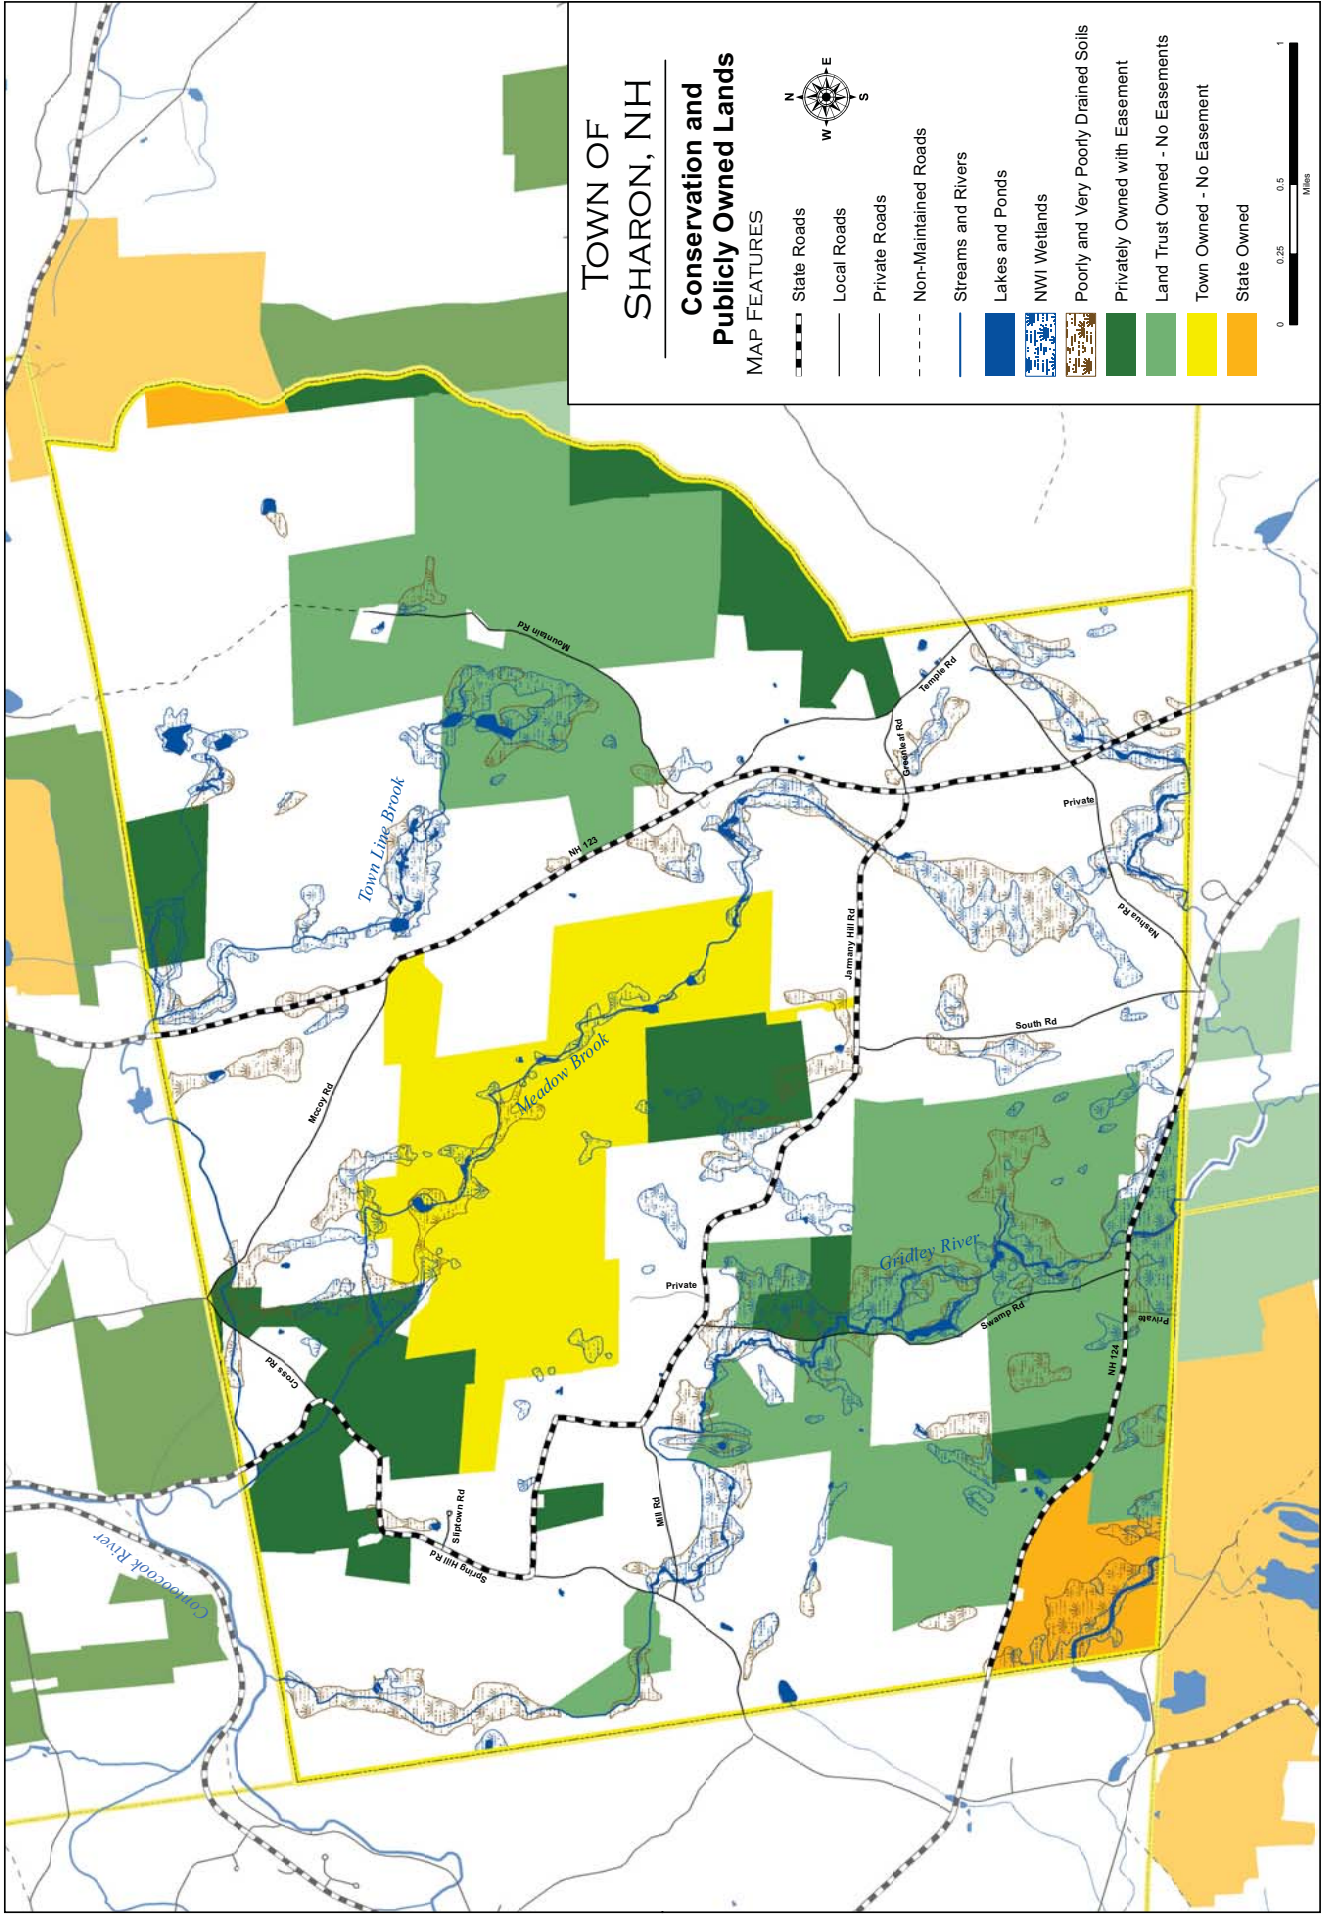 TOWN OF
SHARON, NH
Conservation and
Publicly Owned Lands
MAP FEATURES
N
W
E
S
State Roads
Local Roads
Private Roads
Non-Maintained Roads
Streams and Rivers
Lakes and Ponds
NWI Wetlands
Poorly and Very Poorly Drained Soils
Privately Owned with Easement
Land Trust Owned - No Easements
Town Owned - No Easement
State Owned
0
0.25
0.5
1
Miles
Contoocook River
Cross Rd
Mccoy Rd
Town Line Brook
Mountain Rd
NH 123
Meadow Brook
Sliptown Rd
Spring Hill Rd
Mill Rd
Private
Jarmany Hill Rd
Greenleaf Rd
Temple Rd
Gridley River
Swamp Rd
South Rd
Private
Nashua Rd
NH 124
Private